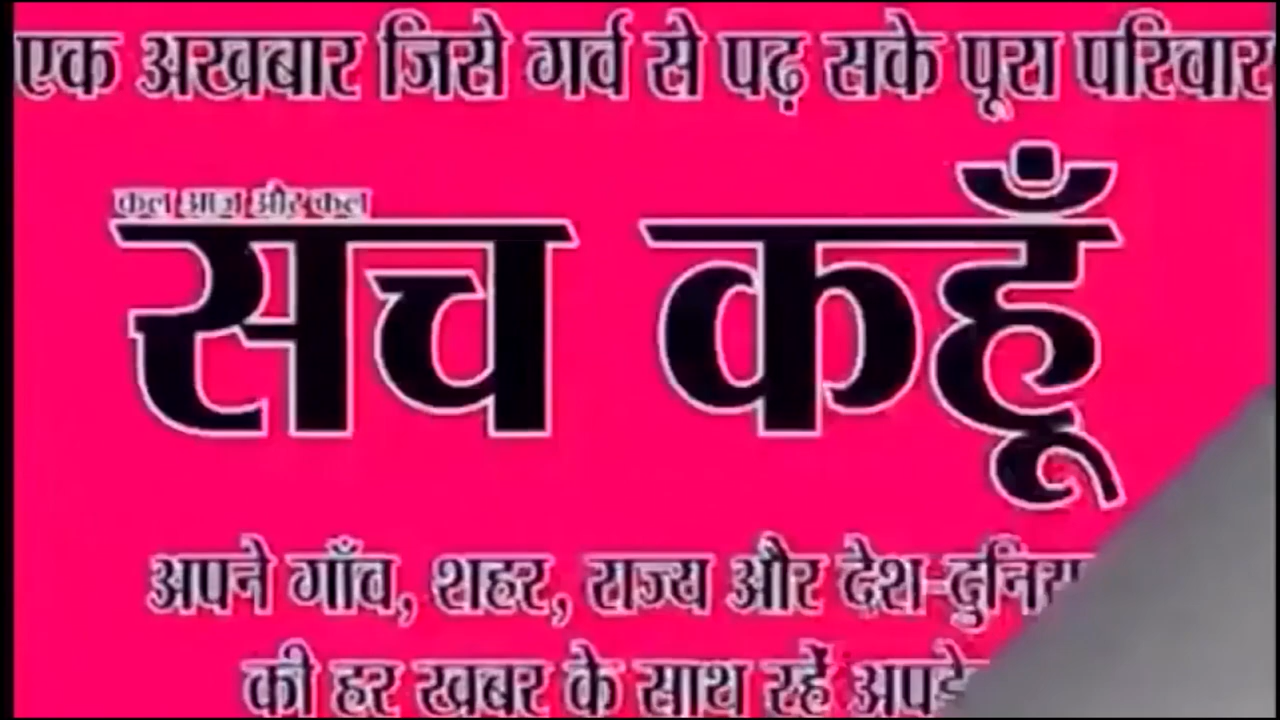 एक अखबार जिसे गर्व से पढ़ सके पूरा परिवार
कल आज और कल
सच कहूँ
अपने गाँव, शहर, राज्य और देश-दुनिया
की हर खबर के साथ रहें